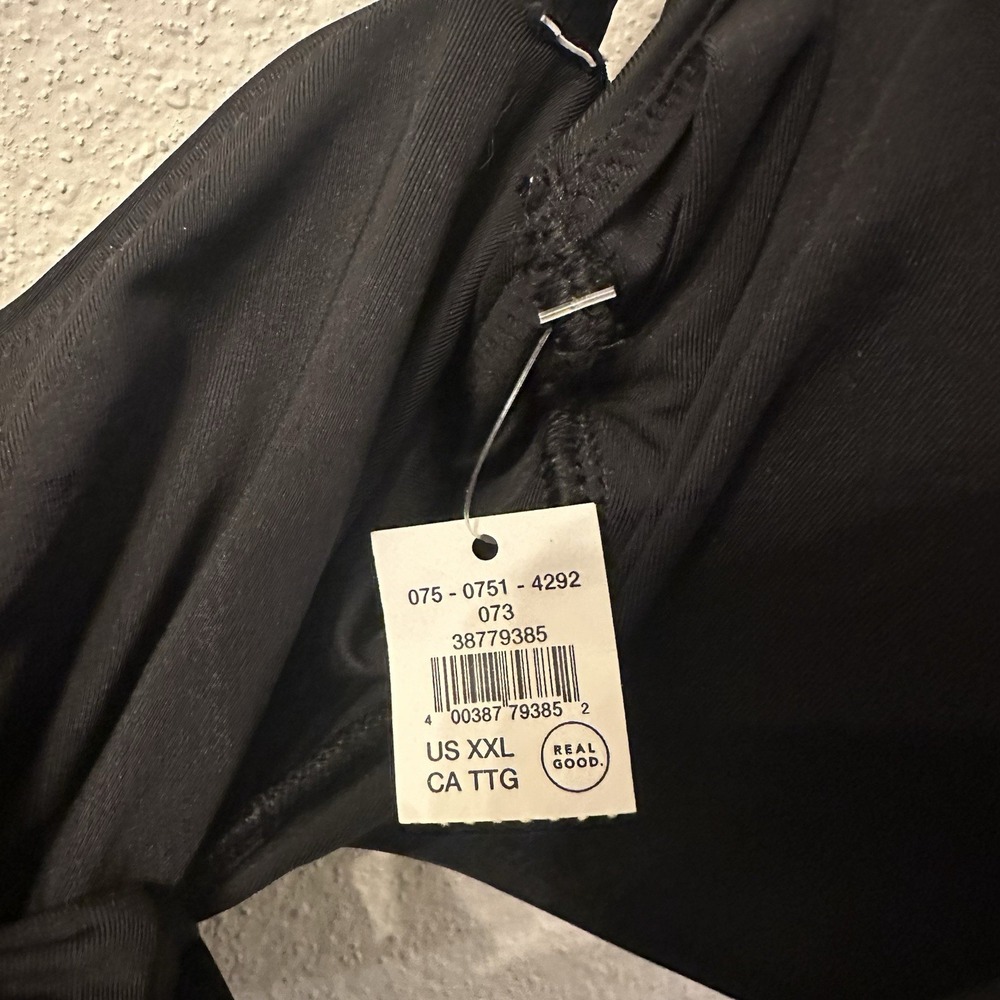 075 - 0751 - 4292
073
38779385
4 00387 79385 2
US XXL
CA TTG
REAL
GOOD.